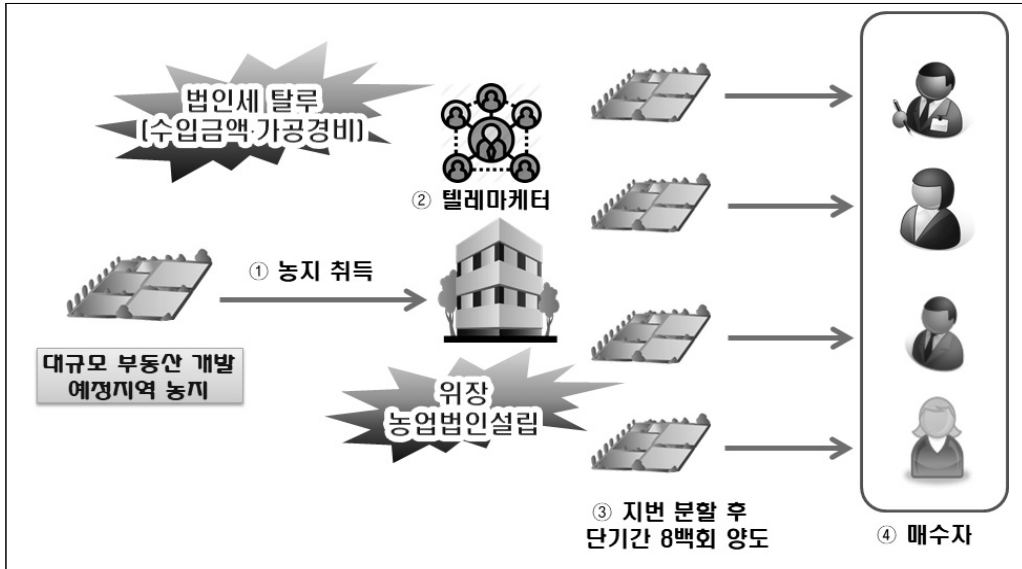 법인세 탈루
(수입금액·가공경비)
② 텔레마케터
① 농지 취득
대규모 부동산 개발
예정지역 농지
위장
농업법인설립
③ 지번 분할 후
단기간 8백회 양도
④ 매수자